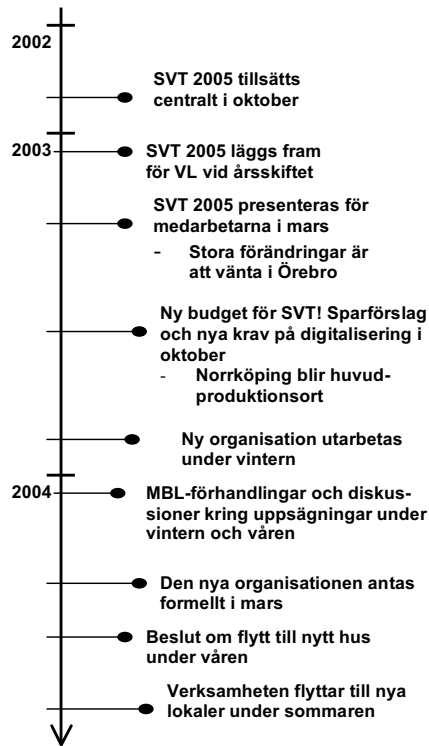 2002
SVT 2005 tillsätts
centralt i oktober
2003
SVT 2005 läggs fram
för VL vid årsskiftet
SVT 2005 presenteras för
medarbetarna i mars
- Stora förändringar är
att vänta i Örebro
Ny budget för SVT! Sparförslag
och nya krav på digitalisering i
oktober
- Norrköping blir huvud-
produktionsort
Ny organisation utarbetas
under vintern
2004
MBL-förhandlingar och diskus-
sioner kring uppsägningar under
vintern och våren
Den nya organisationen antas
formellt i mars
Beslut om flytt till nytt hus
under våren
Verksamheten flyttar till nya
lokaler under sommaren